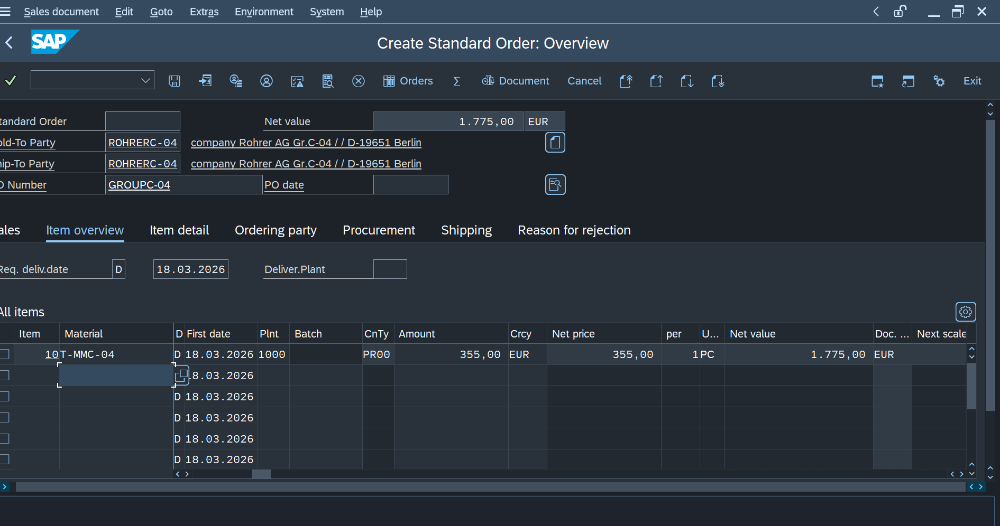 Sales document Edit Goto Extras Environment System Help
SAP
Create Standard Order: Overview
Orders Σ Document Cancel Exit
tandard Order Net value 1.775,00 EUR
old-To Party ROHRERC-04 company Rohrer AG Gr.C-04 / / D-19651 Berlin
hip-To Party ROHRERC-04 company Rohrer AG Gr.C-04 / / D-19651 Berlin
O Number GROUPC-04 PO date
ales Item overview Item detail Ordering party Procurement Shipping Reason for rejection
Req. deliv.date D 18.03.2026 Deliver.Plant
All items
Item Material D First date Plnt Batch CnTy Amount Crcy Net price per U... Net value Doc. ... Next scale
10 T-MMC-04 D 18.03.2026 1000 PR00 355,00 EUR 355,00 1 PC 1.775,00 EUR
8.03.2026
D 18.03.2026
D 18.03.2026
D 18.03.2026
D 18.03.2026